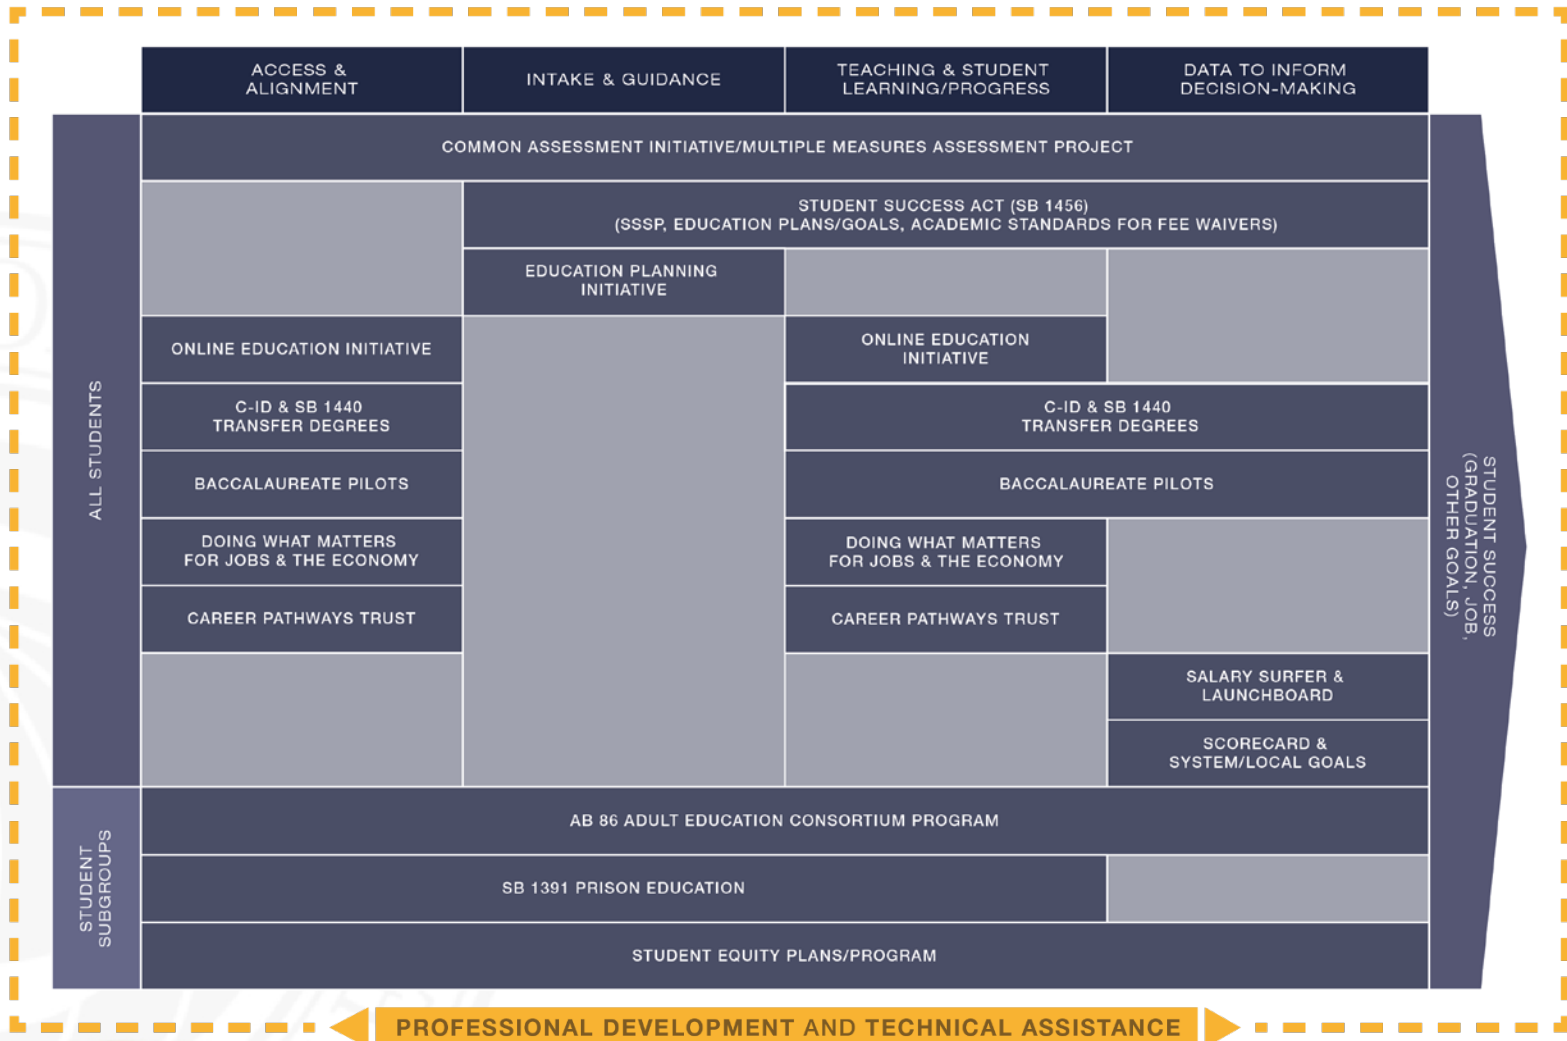 ACCESS &
ALIGNMENT
INTAKE & GUIDANCE
TEACHING & STUDENT
LEARNING/PROGRESS
DATA TO INFORM
DECISION-MAKING
COMMON ASSESSMENT INITIATIVE/MULTIPLE MEASURES ASSESSMENT PROJECT
STUDENT SUCCESS ACT (SB 1456)
(SSSP, EDUCATION PLANS/GOALS, ACADEMIC STANDARDS FOR FEE WAIVERS)
EDUCATION PLANNING
INITIATIVE
ONLINE EDUCATION INITIATIVE
ONLINE EDUCATION
INITIATIVE
C-ID & SB 1440
TRANSFER DEGREES
C-ID & SB 1440
TRANSFER DEGREES
BACCALAUREATE PILOTS
BACCALAUREATE PILOTS
DOING WHAT MATTERS
FOR JOBS & THE ECONOMY
DOING WHAT MATTERS
FOR JOBS & THE ECONOMY
CAREER PATHWAYS TRUST
CAREER PATHWAYS TRUST
SALARY SURFER &
LAUNCHBOARD
SCORECARD &
SYSTEM/LOCAL GOALS
ALL STUDENTS
STUDENT SUCCESS
(GRADUATION, JOB,
OTHER GOALS)
STUDENT
SUBGROUPS
AB 86 ADULT EDUCATION CONSORTIUM PROGRAM
SB 1391 PRISON EDUCATION
STUDENT EQUITY PLANS/PROGRAM
PROFESSIONAL DEVELOPMENT AND TECHNICAL ASSISTANCE